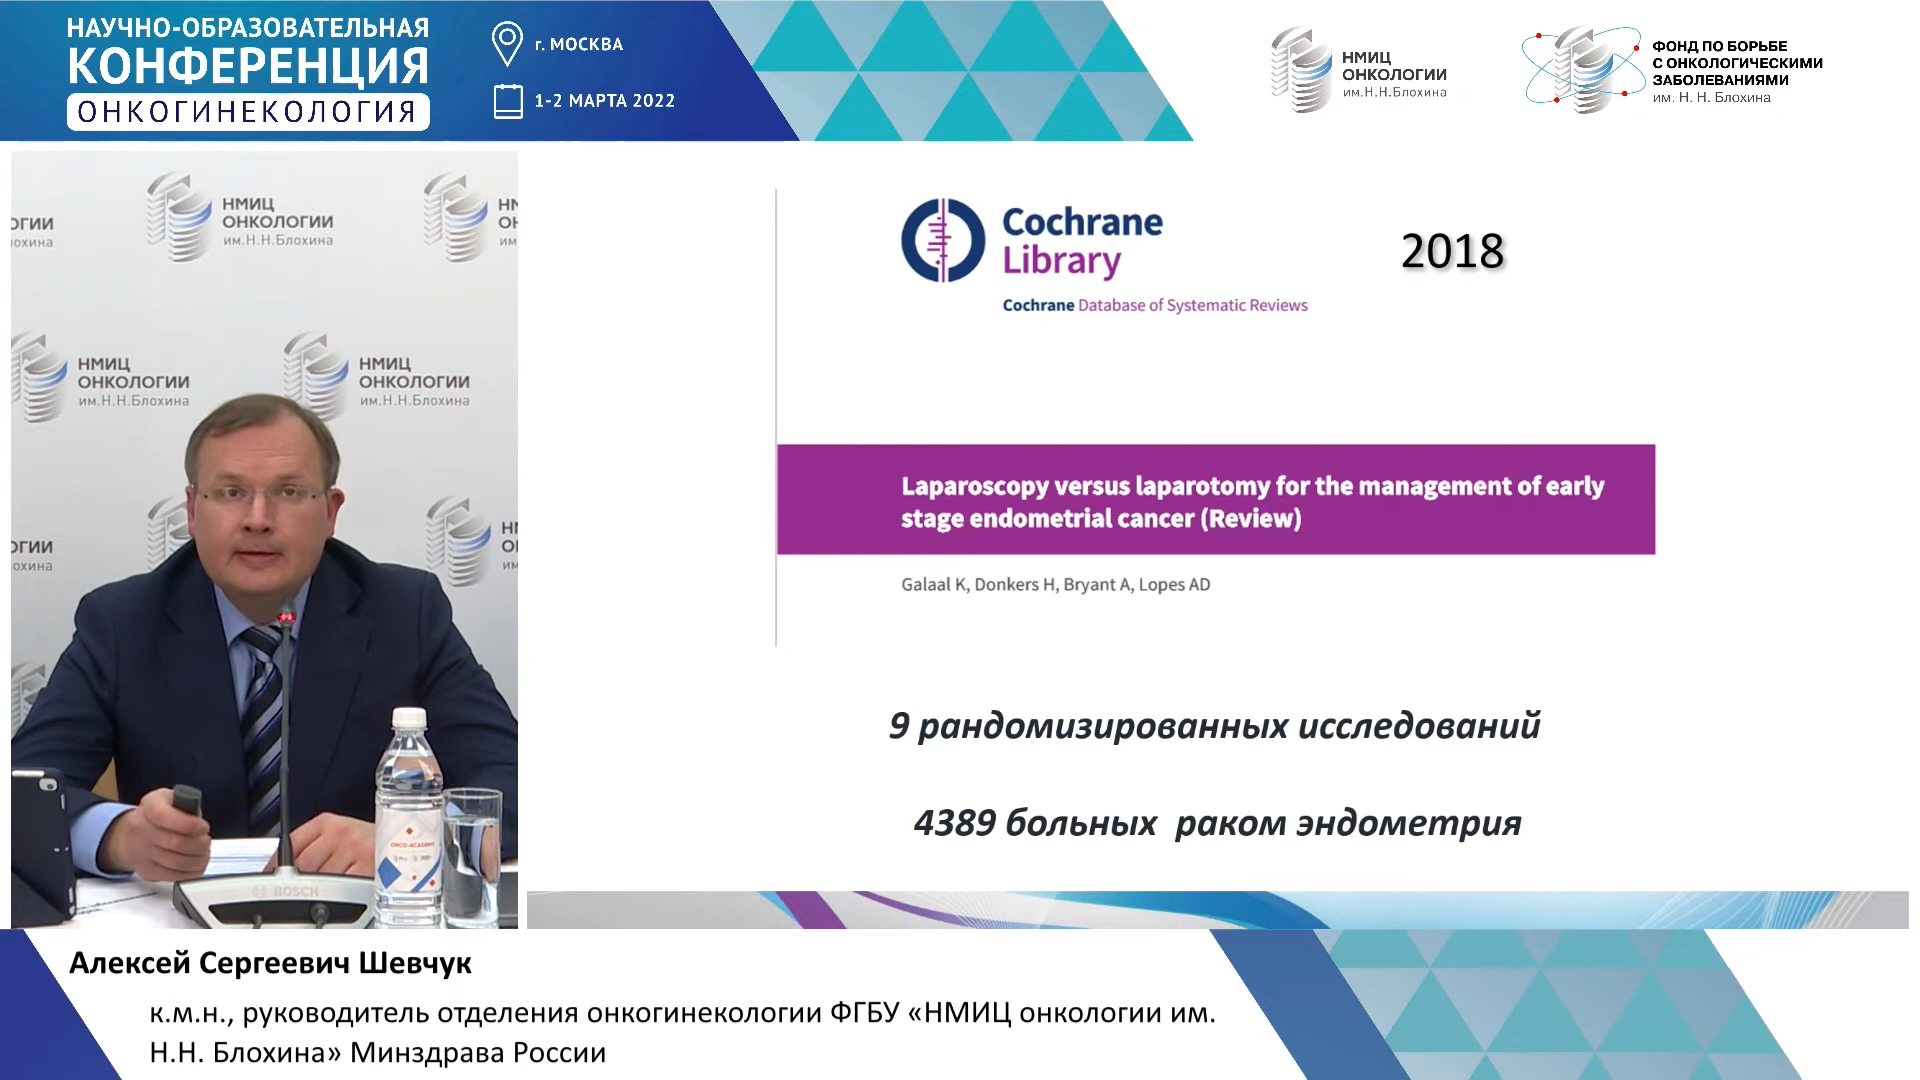 НАУЧНО-ОБРАЗОВАТЕЛЬНАЯ
КОНФЕРЕНЦИЯ
ОНКОГИНЕКОЛОГИЯ
г. МОСКВА
1-2 МАРТА 2022
НМИЦ
ОНКОЛОГИИ
им.Н.Н.Блохина
ФОНД ПО БОРЬБЕ
С ОНКОЛОГИЧЕСКИМИ
ЗАБОЛЕВАНИЯМИ
им. Н. Н. Блохина
НМИЦ
ОНКОЛОГИИ
им.Н.Н.Блохина
НМИЦ
ОНКОЛОГИИ
им.Н.Н.Блохина
НМИЦ
ОНКОЛОГИИ
им.Н.Н.Блохина
BOSCH
ONCO-ACADEMY
Cochrane
Library
Cochrane Database of Systematic Reviews
2018
Laparoscopy versus laparotomy for the management of early
stage endometrial cancer (Review)
Galaal K, Donkers H, Bryant A, Lopes AD
9 рандомизированных исследований
4389 больных раком эндометрия
Алексей Сергеевич Шевчук
к.м.н., руководитель отделения онкогинекологии ФГБУ «НМИЦ онкологии им.
Н.Н. Блохина» Минздрава России